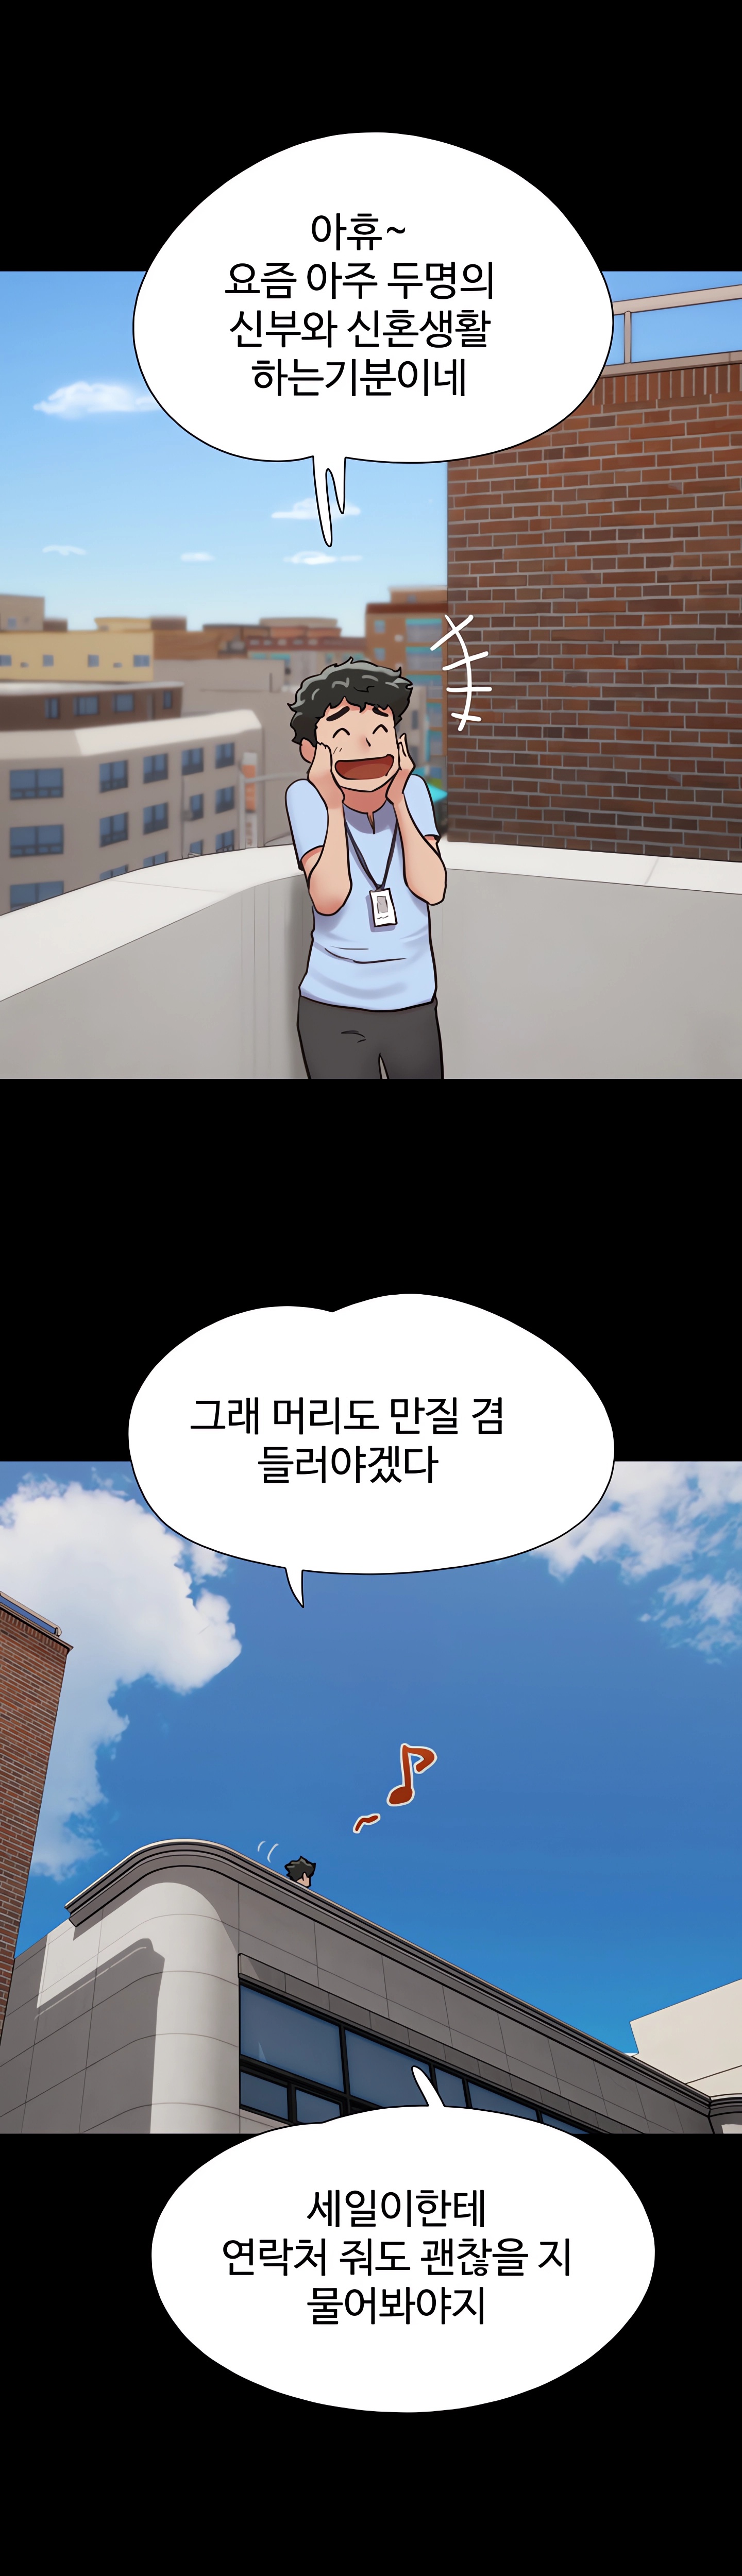 아휴~
요즘 아주 두명의
신부와 신혼생활
하는기분이네
그래 머리도 만질 겸
들러야겠다
세일이한테
연락처 줘도 괜찮을 지
물어봐야지